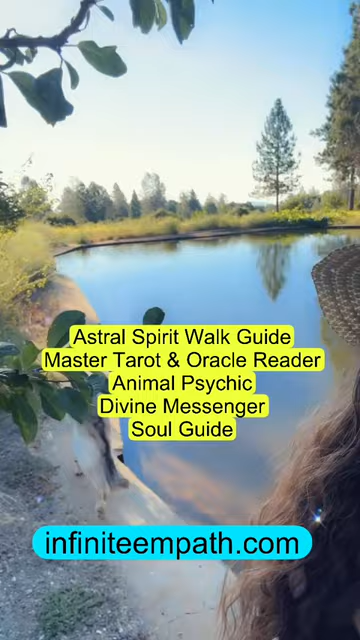 Astral Spirit Walk Guide
Master Tarot & Oracle Reader
Animal Psychic
Divine Messenger
Soul Guide
infiniteempath.com